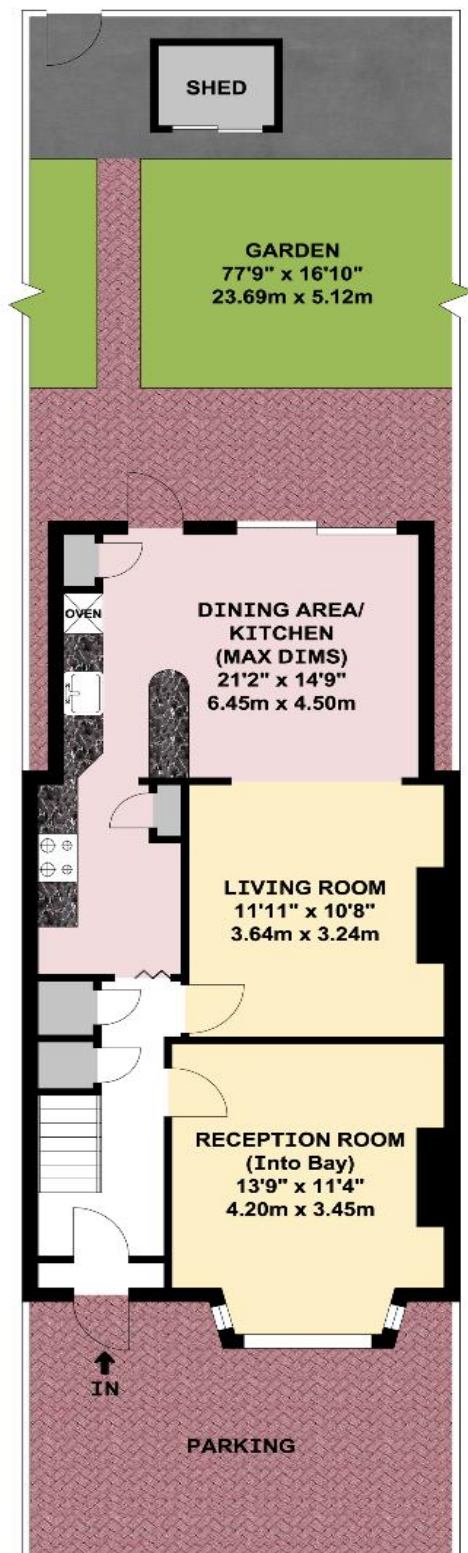 SHED
GARDEN
77'9" x 16'10"
23.69m x 5.12m
OVEN
DINING AREA/
KITCHEN
(MAX DIMS)
21'2" x 14'9"
6.45m x 4.50m
LIVING ROOM
11'11" x 10'8"
3.64m x 3.24m
RECEPTION ROOM
(Into Bay)
13'9" x 11'4"
4.20m x 3.45m
IN
PARKING